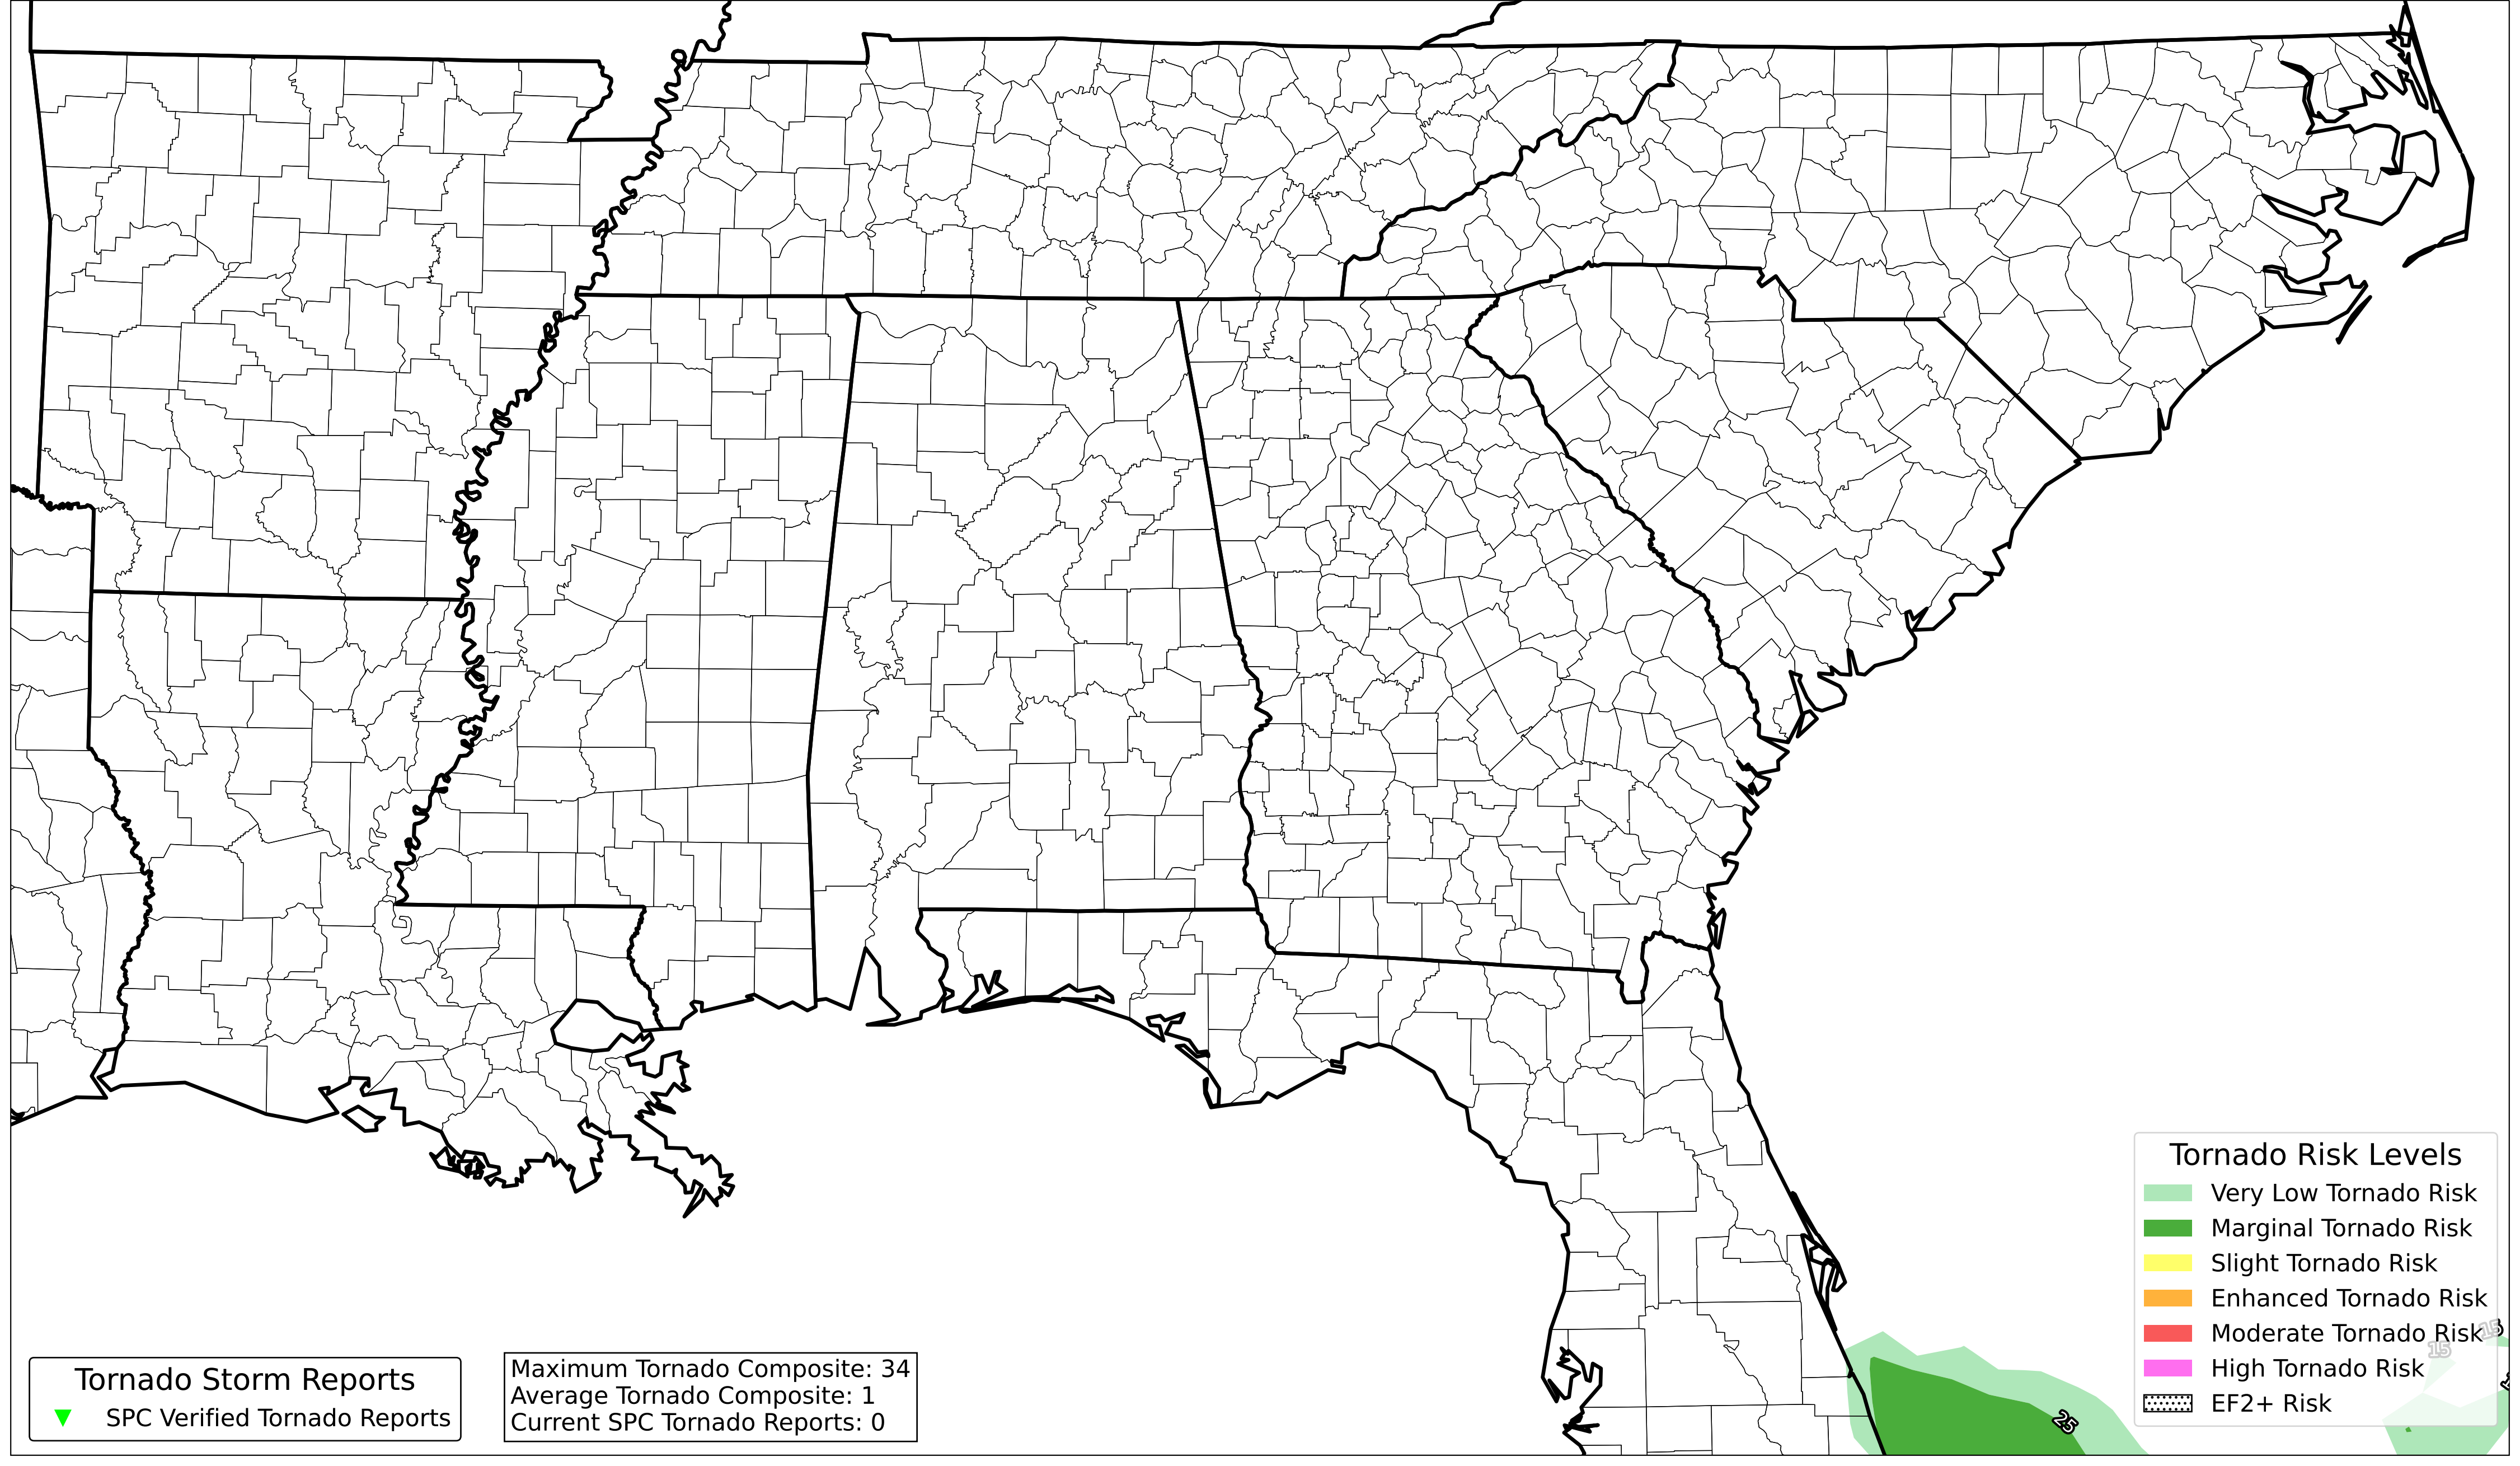 Tornado Risk Levels
Very Low Tornado Risk
Marginal Tornado Risk
Slight Tornado Risk
Enhanced Tornado Risk
Moderate Tornado Risk
High Tornado Risk
EF2+ Risk
15
15
25
Tornado Storm Reports
SPC Verified Tornado Reports
Maximum Tornado Composite: 34
Average Tornado Composite: 1
Current SPC Tornado Reports: 0